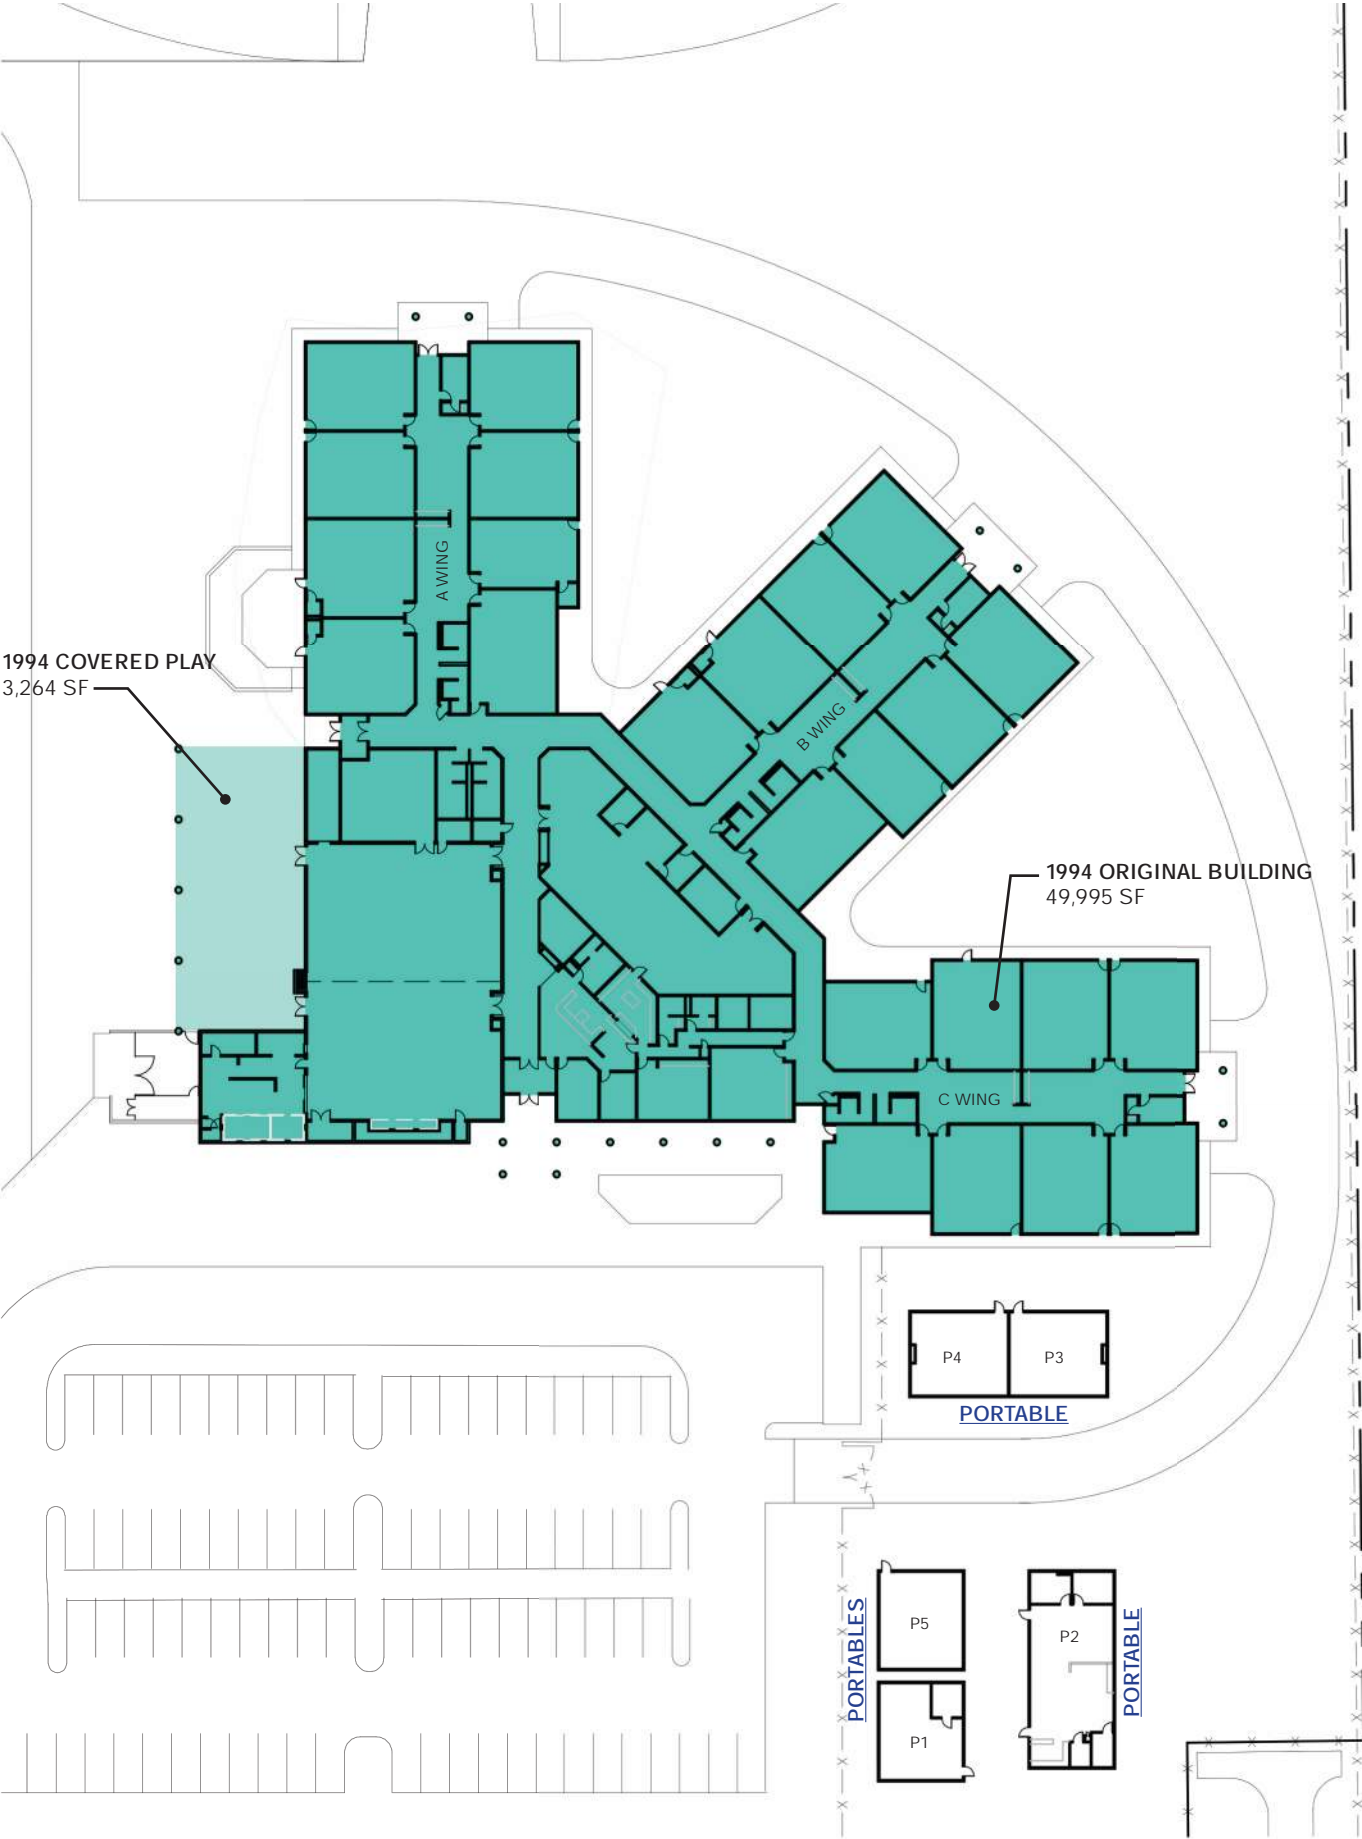 A WING
1994 COVERED PLAY
3,264 SF
B WING
1994 ORIGINAL BUILDING
49,995 SF
C WING
P4
P3
PORTABLE
PORTABLES
P5
P2
PORTABLE
P1